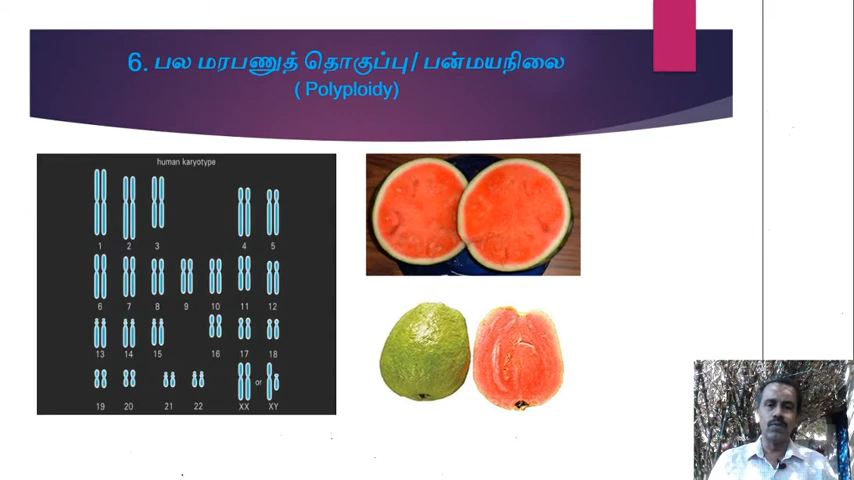 6. பல மரபணுத் தொகுப்பு/ பன்மயநிலை
( Polyploidy)
human karyotype
1 2 3 4 5
6 7 8 9 10 11 12
13 14 15 16 17 18
or
19 20 21 22 XX XY